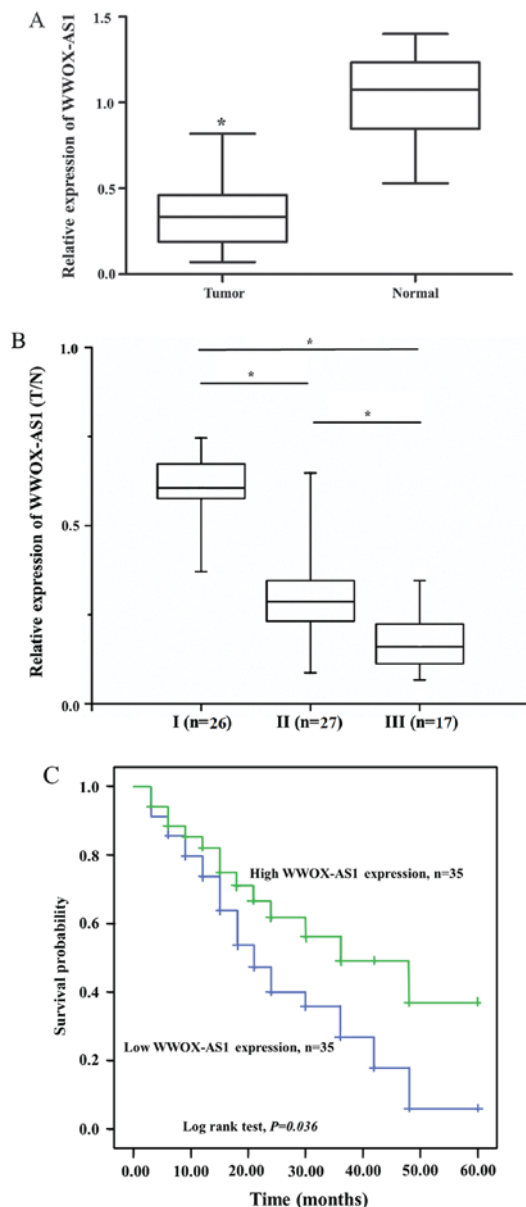 A
Relative expression of WWOX-AS1
1.5
1.0
0.5
0.0
*
Tumor
Normal
B
Relative expression of WWOX-AS1 (T/N)
1.0
0.5
0.0
*
*
*
I (n=26)
II (n=27)
III (n=17)
C
Survival probability
1.0
0.8
0.6
0.4
0.2
0.0
High WWOX-AS1 expression, n=35
Low WWOX-AS1 expression, n=35
Log rank test, P=0.036
0.00
10.00
20.00
30.00
40.00
50.00
60.00
Time (months)